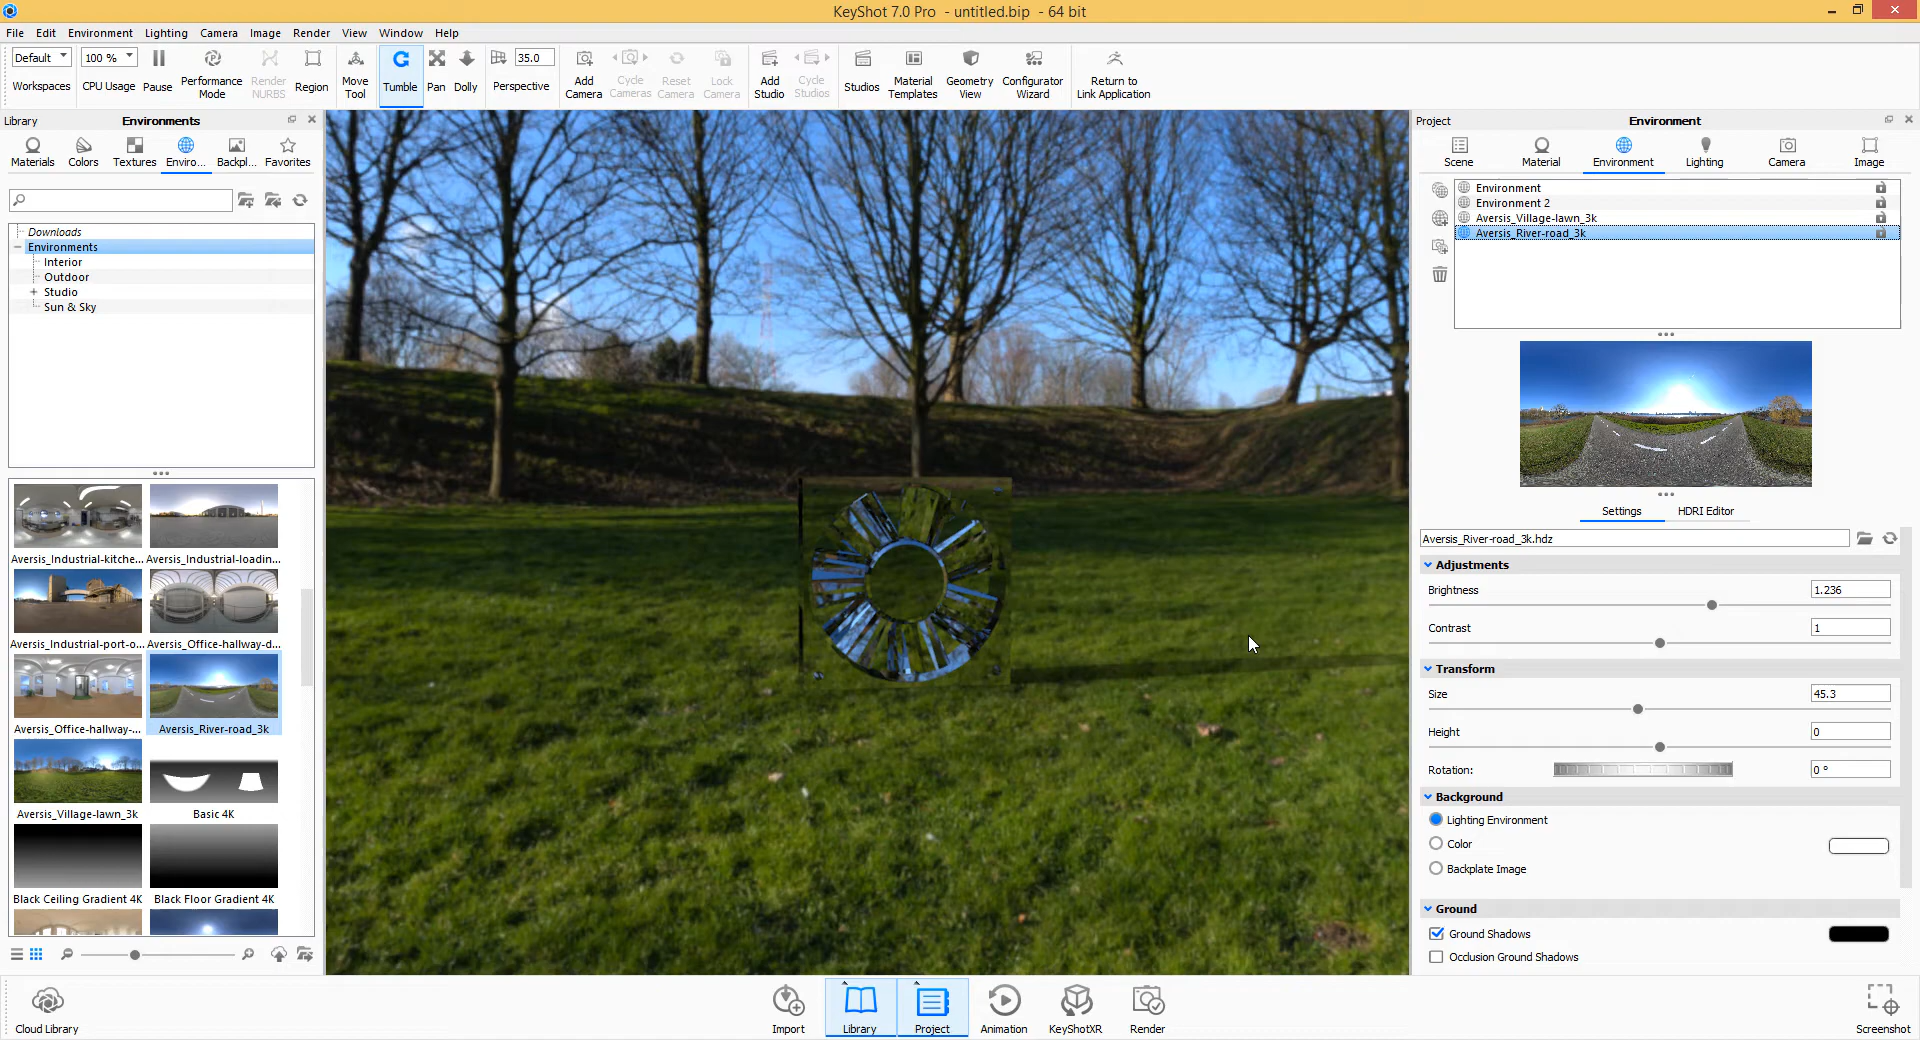 KeyShot 7.0 Pro - untitled.bip - 64 bit
File Edit Environment Lighting Camera Image Render View Window Help
Default
Workspaces
100 %
CPU Usage
Pause
Performance
Mode
Render
NURBS
Region
Move
Tool
Tumble
Pan
Dolly
35.0
Perspective
Add
Camera
Cycle
Cameras
Reset
Camera
Lock
Camera
Add
Studio
Cycle
Studios
Studios
Material
Templates
Geometry
View
Configurator
Wizard
Return to
Link Application
Library
Environments
Materials
Colors
Textures
Enviro...
Backpl...
Favorites
Downloads
Environments
Interior
Outdoor
Studio
Sun & Sky
Aversis_Industrial-kitche...
Aversis_Industrial-loadin...
Aversis_Industrial-port-o...
Aversis_Office-hallway-d...
Aversis_Office-hallway-...
Aversis_River-road_3k
Aversis_Village-lawn_3k
Basic 4K
Black Ceiling Gradient 4K
Black Floor Gradient 4K
Project
Environment
Scene
Material
Environment
Lighting
Camera
Image
Environment
Environment 2
Aversis_Village-lawn_3k
Aversis_River-road_3k
Settings
HDRI Editor
Aversis_River-road_3k.hdz
Adjustments
Brightness 1.236
Contrast 1
Transform
Size 45.3
Height 0
Rotation: 0 °
Background
Lighting Environment
Color
Backplate Image
Ground
Ground Shadows
Occlusion Ground Shadows
Cloud Library
Import
Library
Project
Animation
KeyShotXR
Render
Screenshot